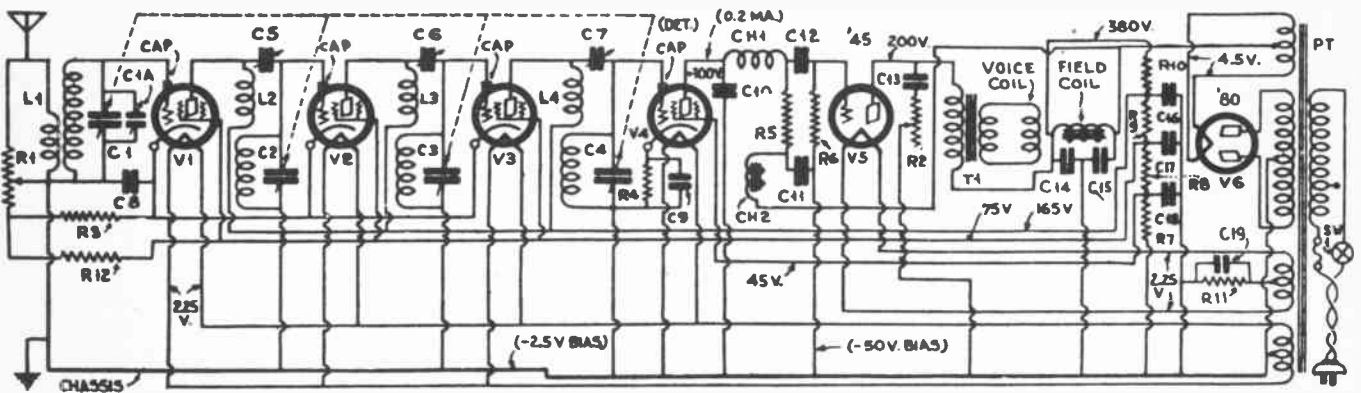 C5
C6
C7
(DET.)
(0.2 MA.)
CH1
C12
'45
200V.
380V.
PT
CAP
C1A
CAP
CAP
CAP
100V.
C10
C13
VOICE COIL
FIELD COIL
R10
4.5V.
'80
L1
L2
L3
L4
C16
R1
C1
V1
C2
V2
C3
V3
C4
V4
R4
C9
R5
R6
V5
R2
T1
C14
C15
C17
R8
V6
C8
CH2
C11
C18
R3
75V
165V
R7
C19
SW
1
R12
2.25
V.
45V.
2.25
V.
R11
(-2.5V BIAS)
(-50V. BIAS)
CHASSIS